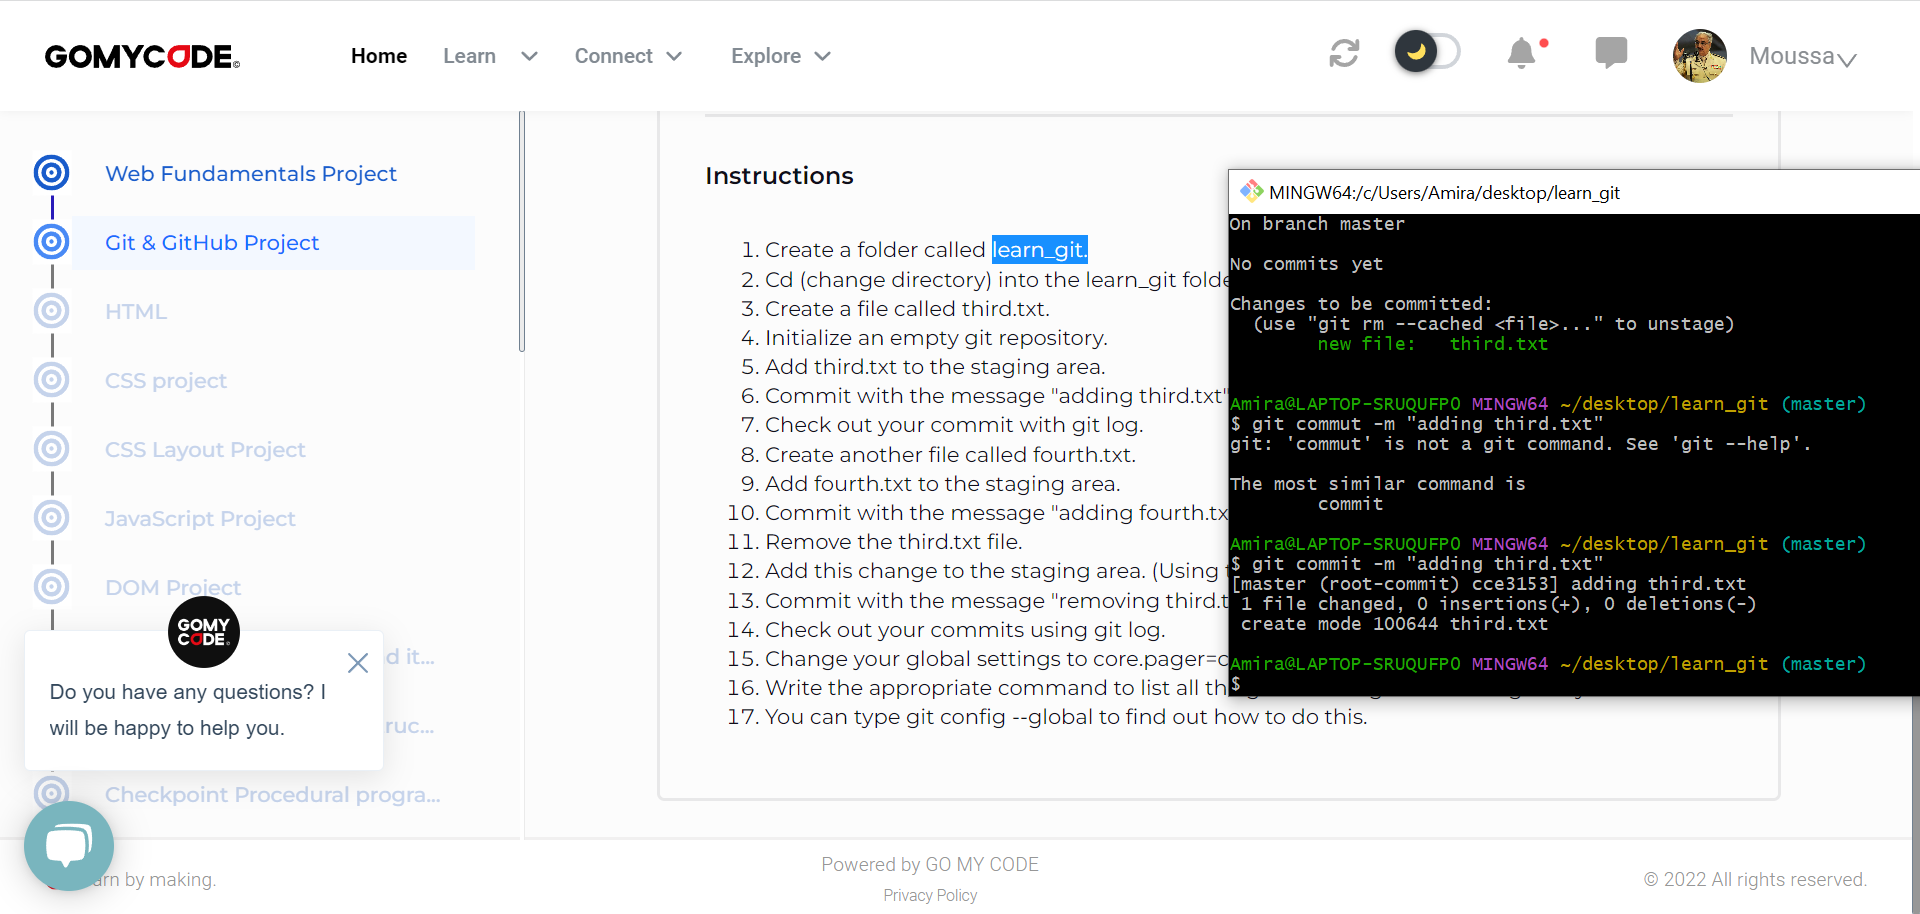 GOMYCODE
Home Learn Connect Explore Moussa
Web Fundamentals Project
Git & GitHub Project
HTML
CSS project
CSS Layout Project
JavaScript Project
DOM Project
d it...
ruc...
Checkpoint Procedural progra...
GOMY
CODE
Do you have any questions? I
will be happy to help you.
Instructions
1. Create a folder called learn_git.
2. Cd (change directory) into the learn_git folde
3. Create a file called third.txt.
4. Initialize an empty git repository.
5. Add third.txt to the staging area.
6. Commit with the message "adding third.txt"
7. Check out your commit with git log.
8. Create another file called fourth.txt.
9. Add fourth.txt to the staging area.
10. Commit with the message "adding fourth.tx
11. Remove the third.txt file.
12. Add this change to the staging area. (Using
13. Commit with the message "removing third.t
14. Check out your commits using git log.
15. Change your global settings to core.pager=c
16. Write the appropriate command to list all th
17. You can type git config --global to find out how to do this.
MINGW64:/c/Users/Amira/desktop/learn_git
On branch master
No commits yet
Changes to be committed:
(use "git rm --cached <file>..." to unstage)
new file: third.txt
Amira@LAPTOP-SRUQUFP0 MINGW64 ~/desktop/learn_git (master)
$ git commut -m "adding third.txt"
git: 'commut' is not a git command. See 'git --help'.
The most similar command is
commit
Amira@LAPTOP-SRUQUFP0 MINGW64 ~/desktop/learn_git (master)
$ git commit -m "adding third.txt"
[master (root-commit) cce3153] adding third.txt
1 file changed, 0 insertions(+), 0 deletions(-)
create mode 100644 third.txt
Amira@LAPTOP-SRUQUFP0 MINGW64 ~/desktop/learn_git (master)
$
arn by making.
Powered by GO MY CODE
Privacy Policy
© 2022 All rights reserved.